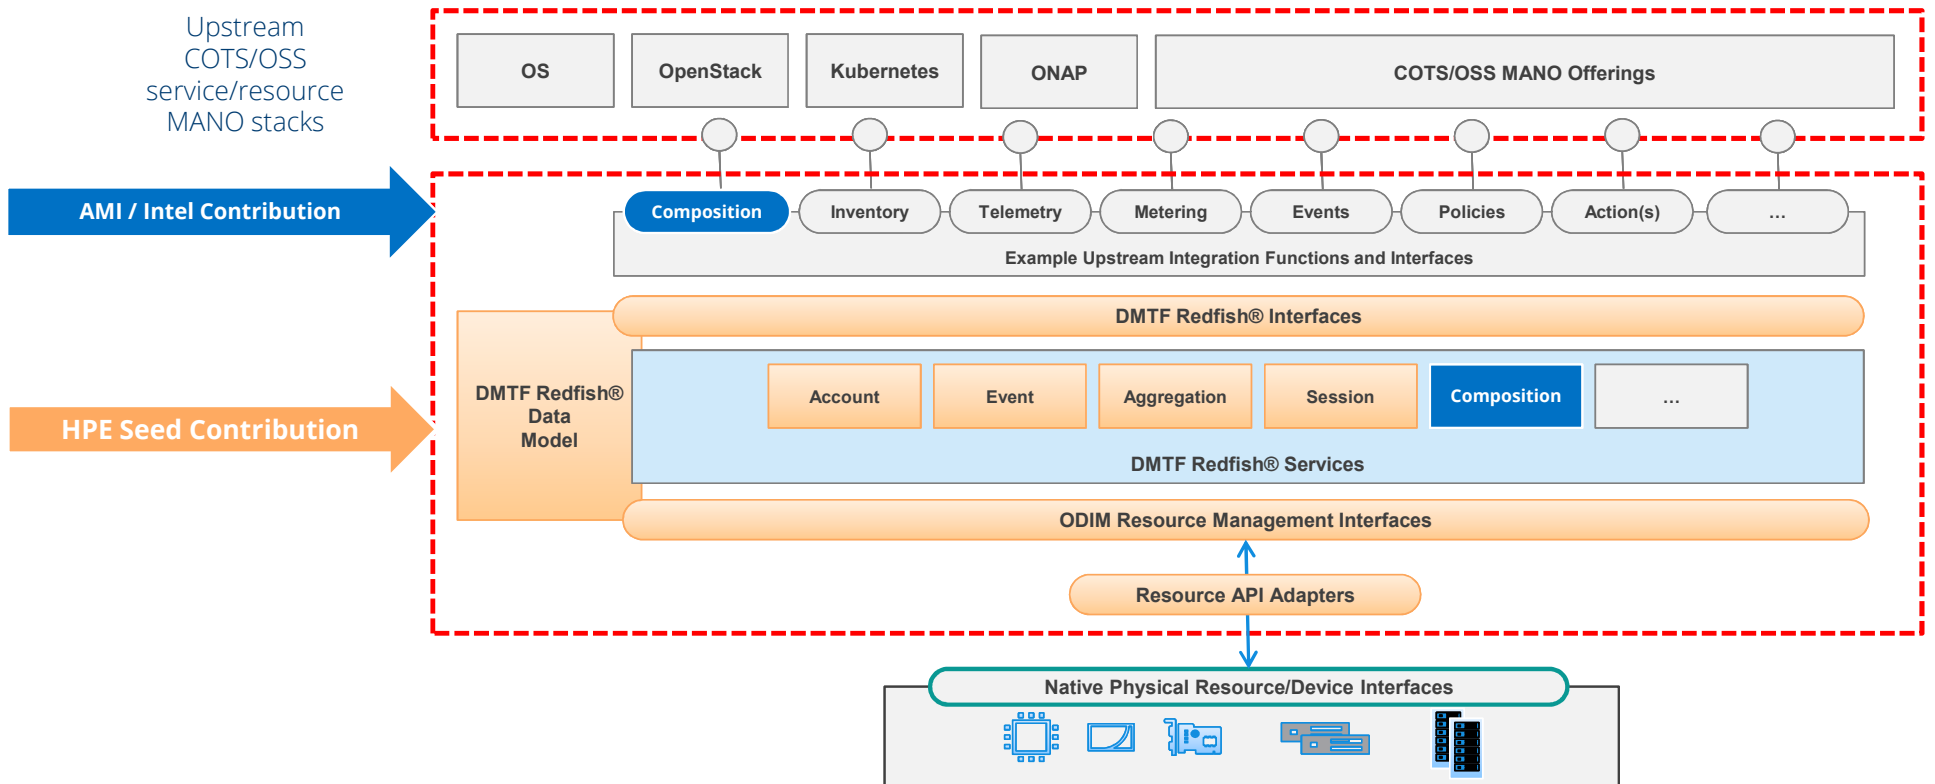 Upstream
COTS/OSS
service/resource
MANO stacks
OS
OpenStack
Kubernetes
ONAP
COTS/OSS MANO Offerings
AMI / Intel Contribution
Composition
Inventory
Telemetry
Metering
Events
Policies
Action(s)
...
Example Upstream Integration Functions and Interfaces
DMTF Redfish® Interfaces
HPE Seed Contribution
DMTF Redfish®
Data
Model
Account
Event
Aggregation
Session
Composition
...
DMTF Redfish® Services
ODIM Resource Management Interfaces
Resource API Adapters
Native Physical Resource/Device Interfaces